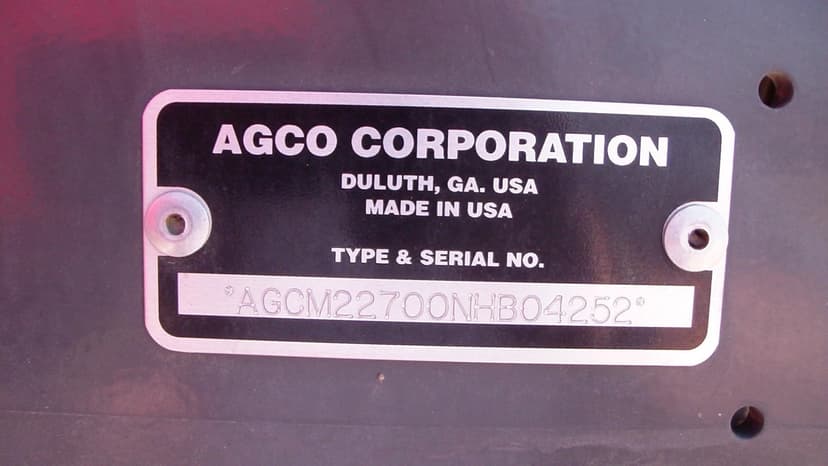 AGCO CORPORATION
DULUTH, GA. USA
MADE IN USA
TYPE & SERIAL NO.
*AGCM22700NHB04252*